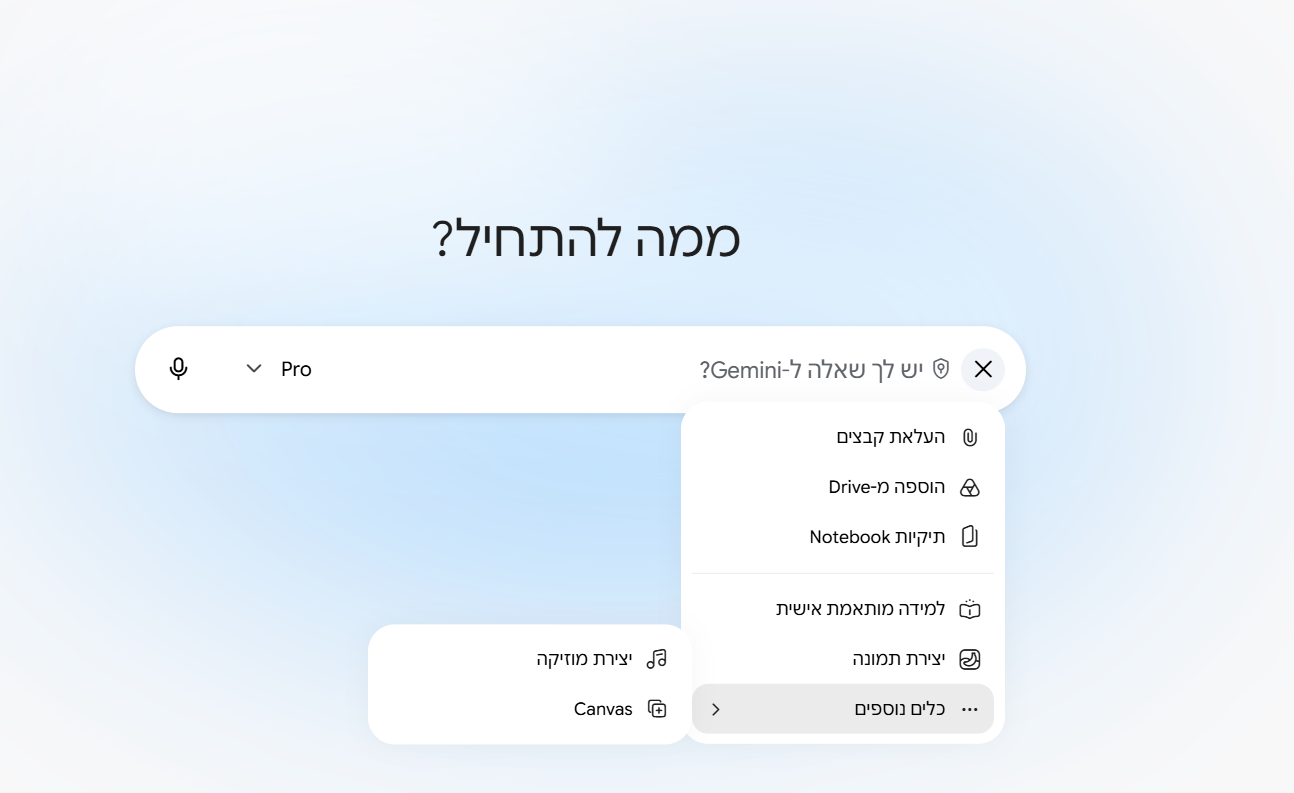 ממה להתחיל?
יש לך שאלה ל-Gemini?
Pro
העלאת קבצים
הוספה מ-Drive
תיקיות Notebook
למידה מותאמת אישית
יצירת תמונה
כלים נוספים
יצירת מוזיקה
Canvas